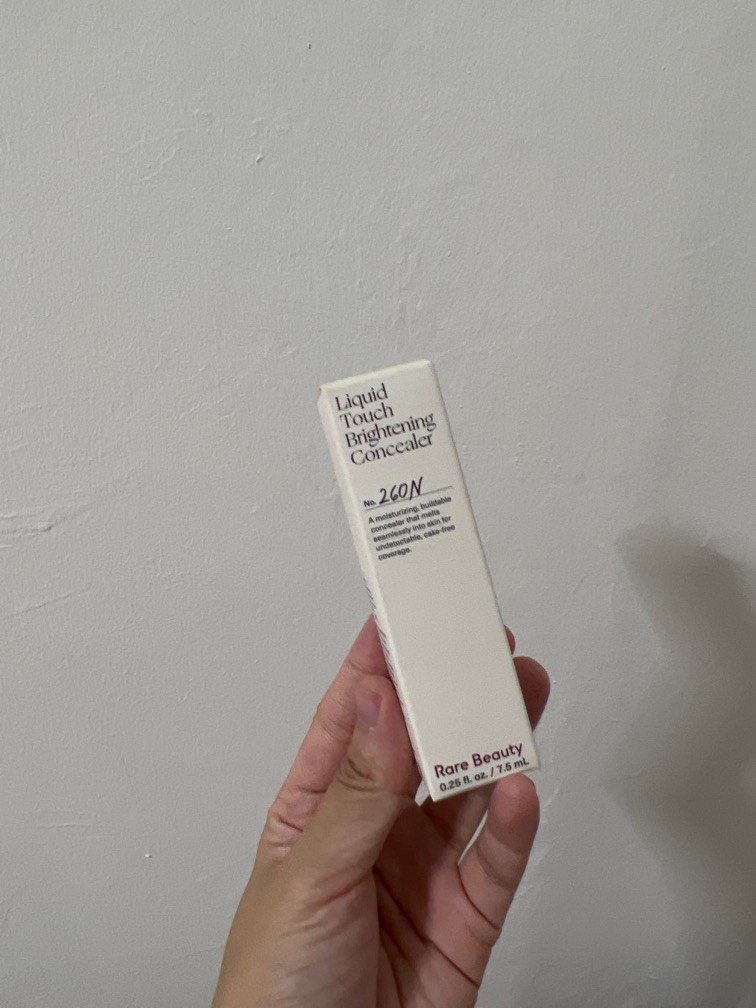 Liquid
Touch
Brightening
Concealer
No. 260N
A moisturizing, buildable
concealer that melts
seamlessly into skin for
undetectable, cake-free
coverage.
Rare Beauty
0.25 fl. oz. / 7.5 mL